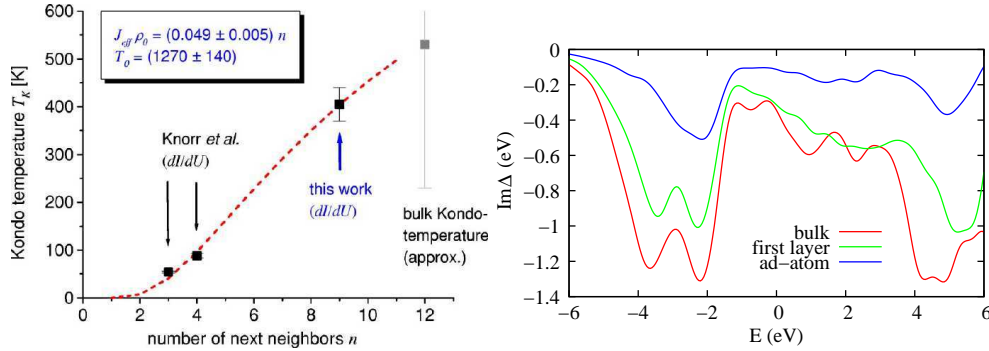 J_eff ρ_0 = (0.049 ± 0.005) n
T_0 = (1270 ± 140)
Kondo temperature T_K [K]
600
500
400
300
200
100
0
Knorr et al.
(dI/dU)
this work
(dI/dU)
bulk Kondo-
temperature
(approx.)
0 2 4 6 8 10 12
number of next neighbors n
ImΔ (eV)
0
−0.2
−0.4
−0.6
−0.8
−1
−1.2
−1.4
bulk
first layer
ad−atom
−6 −4 −2 0 2 4 6
E (eV)